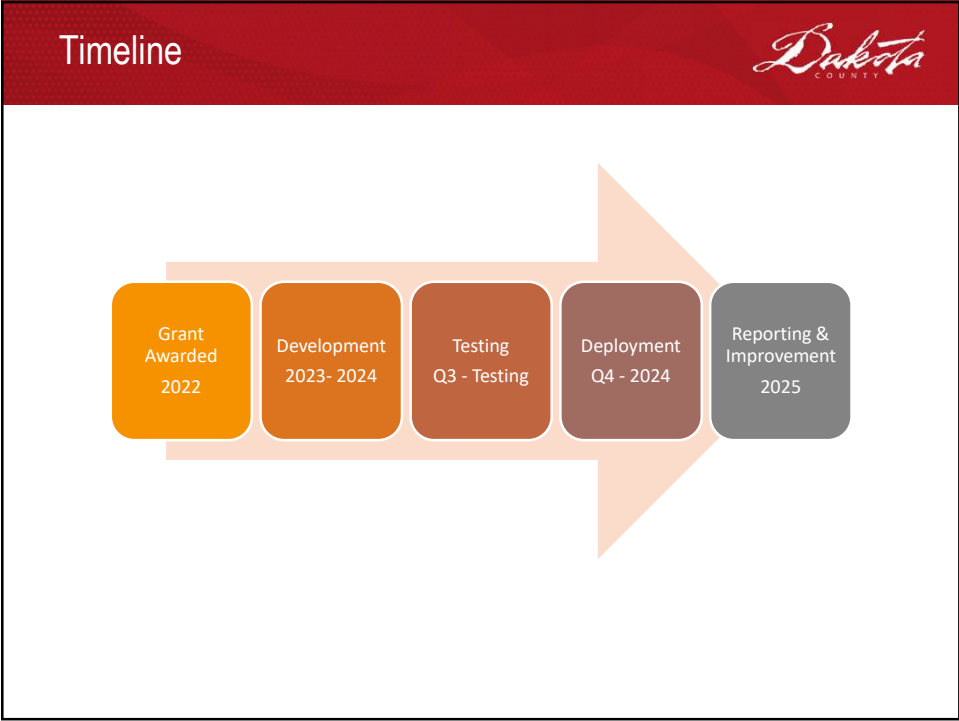 Timeline
Dakota
COUNTY
Grant
Awarded
2022
Development
2023- 2024
Testing
Q3 - Testing
Deployment
Q4 - 2024
Reporting &
Improvement
2025